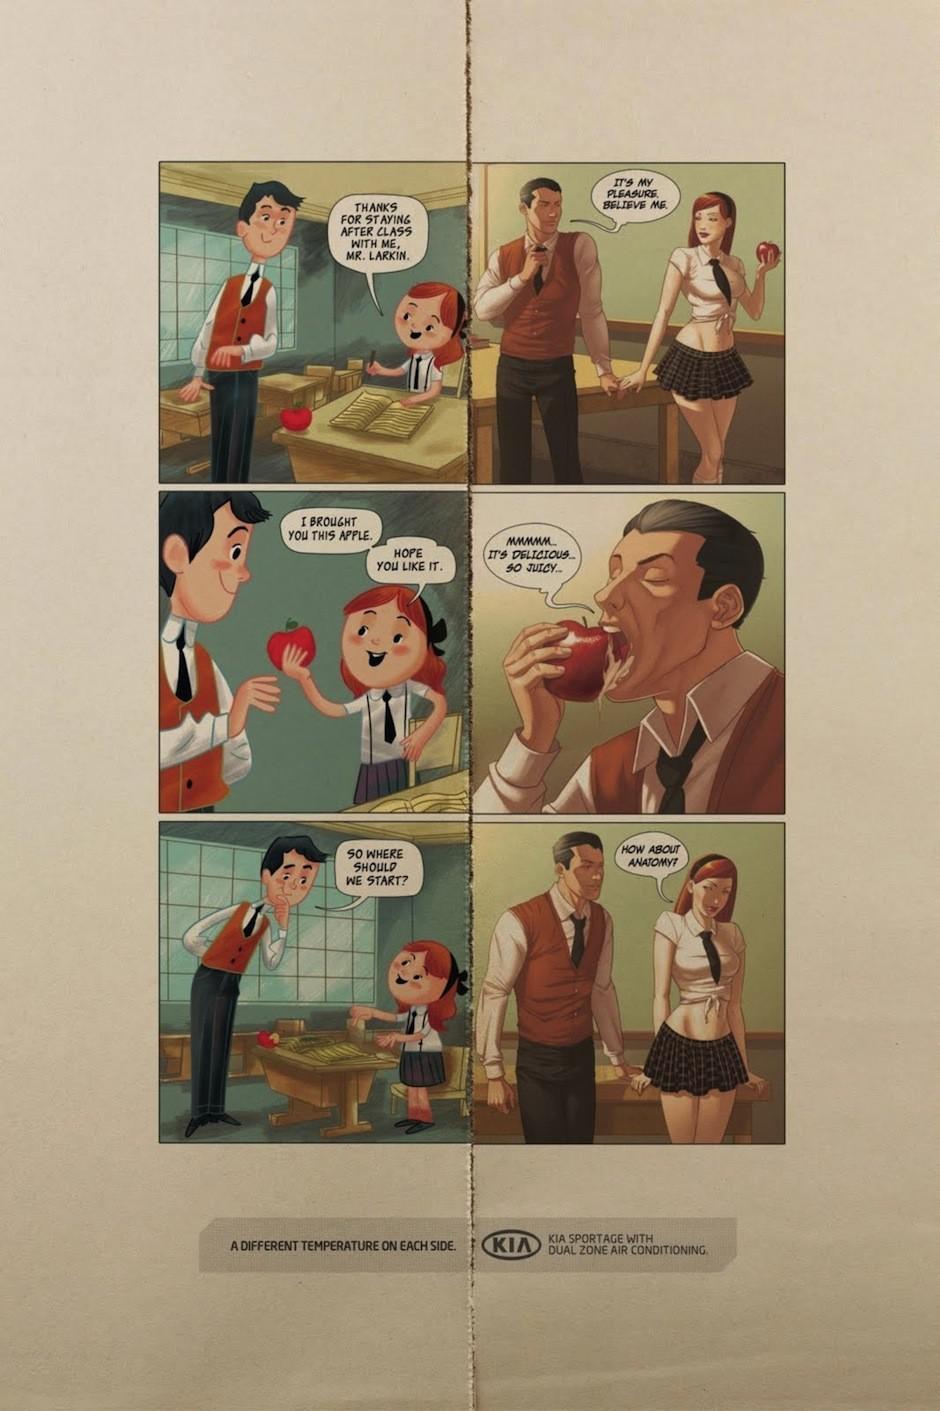 THANKS
FOR STAYING
AFTER CLASS
WITH ME,
MR. LARKIN.
IT'S MY
PLEASURE.
BELIEVE ME.
I BROUGHT
YOU THIS APPLE.
HOPE
YOU LIKE IT.
MMMMM...
IT'S DELICIOUS...
SO JUICY...
SO WHERE
SHOULD
WE START?
HOW ABOUT
ANATOMY?
A DIFFERENT TEMPERATURE ON EACH SIDE.
KIA
KIA SPORTAGE WITH
DUAL ZONE AIR CONDITIONING.